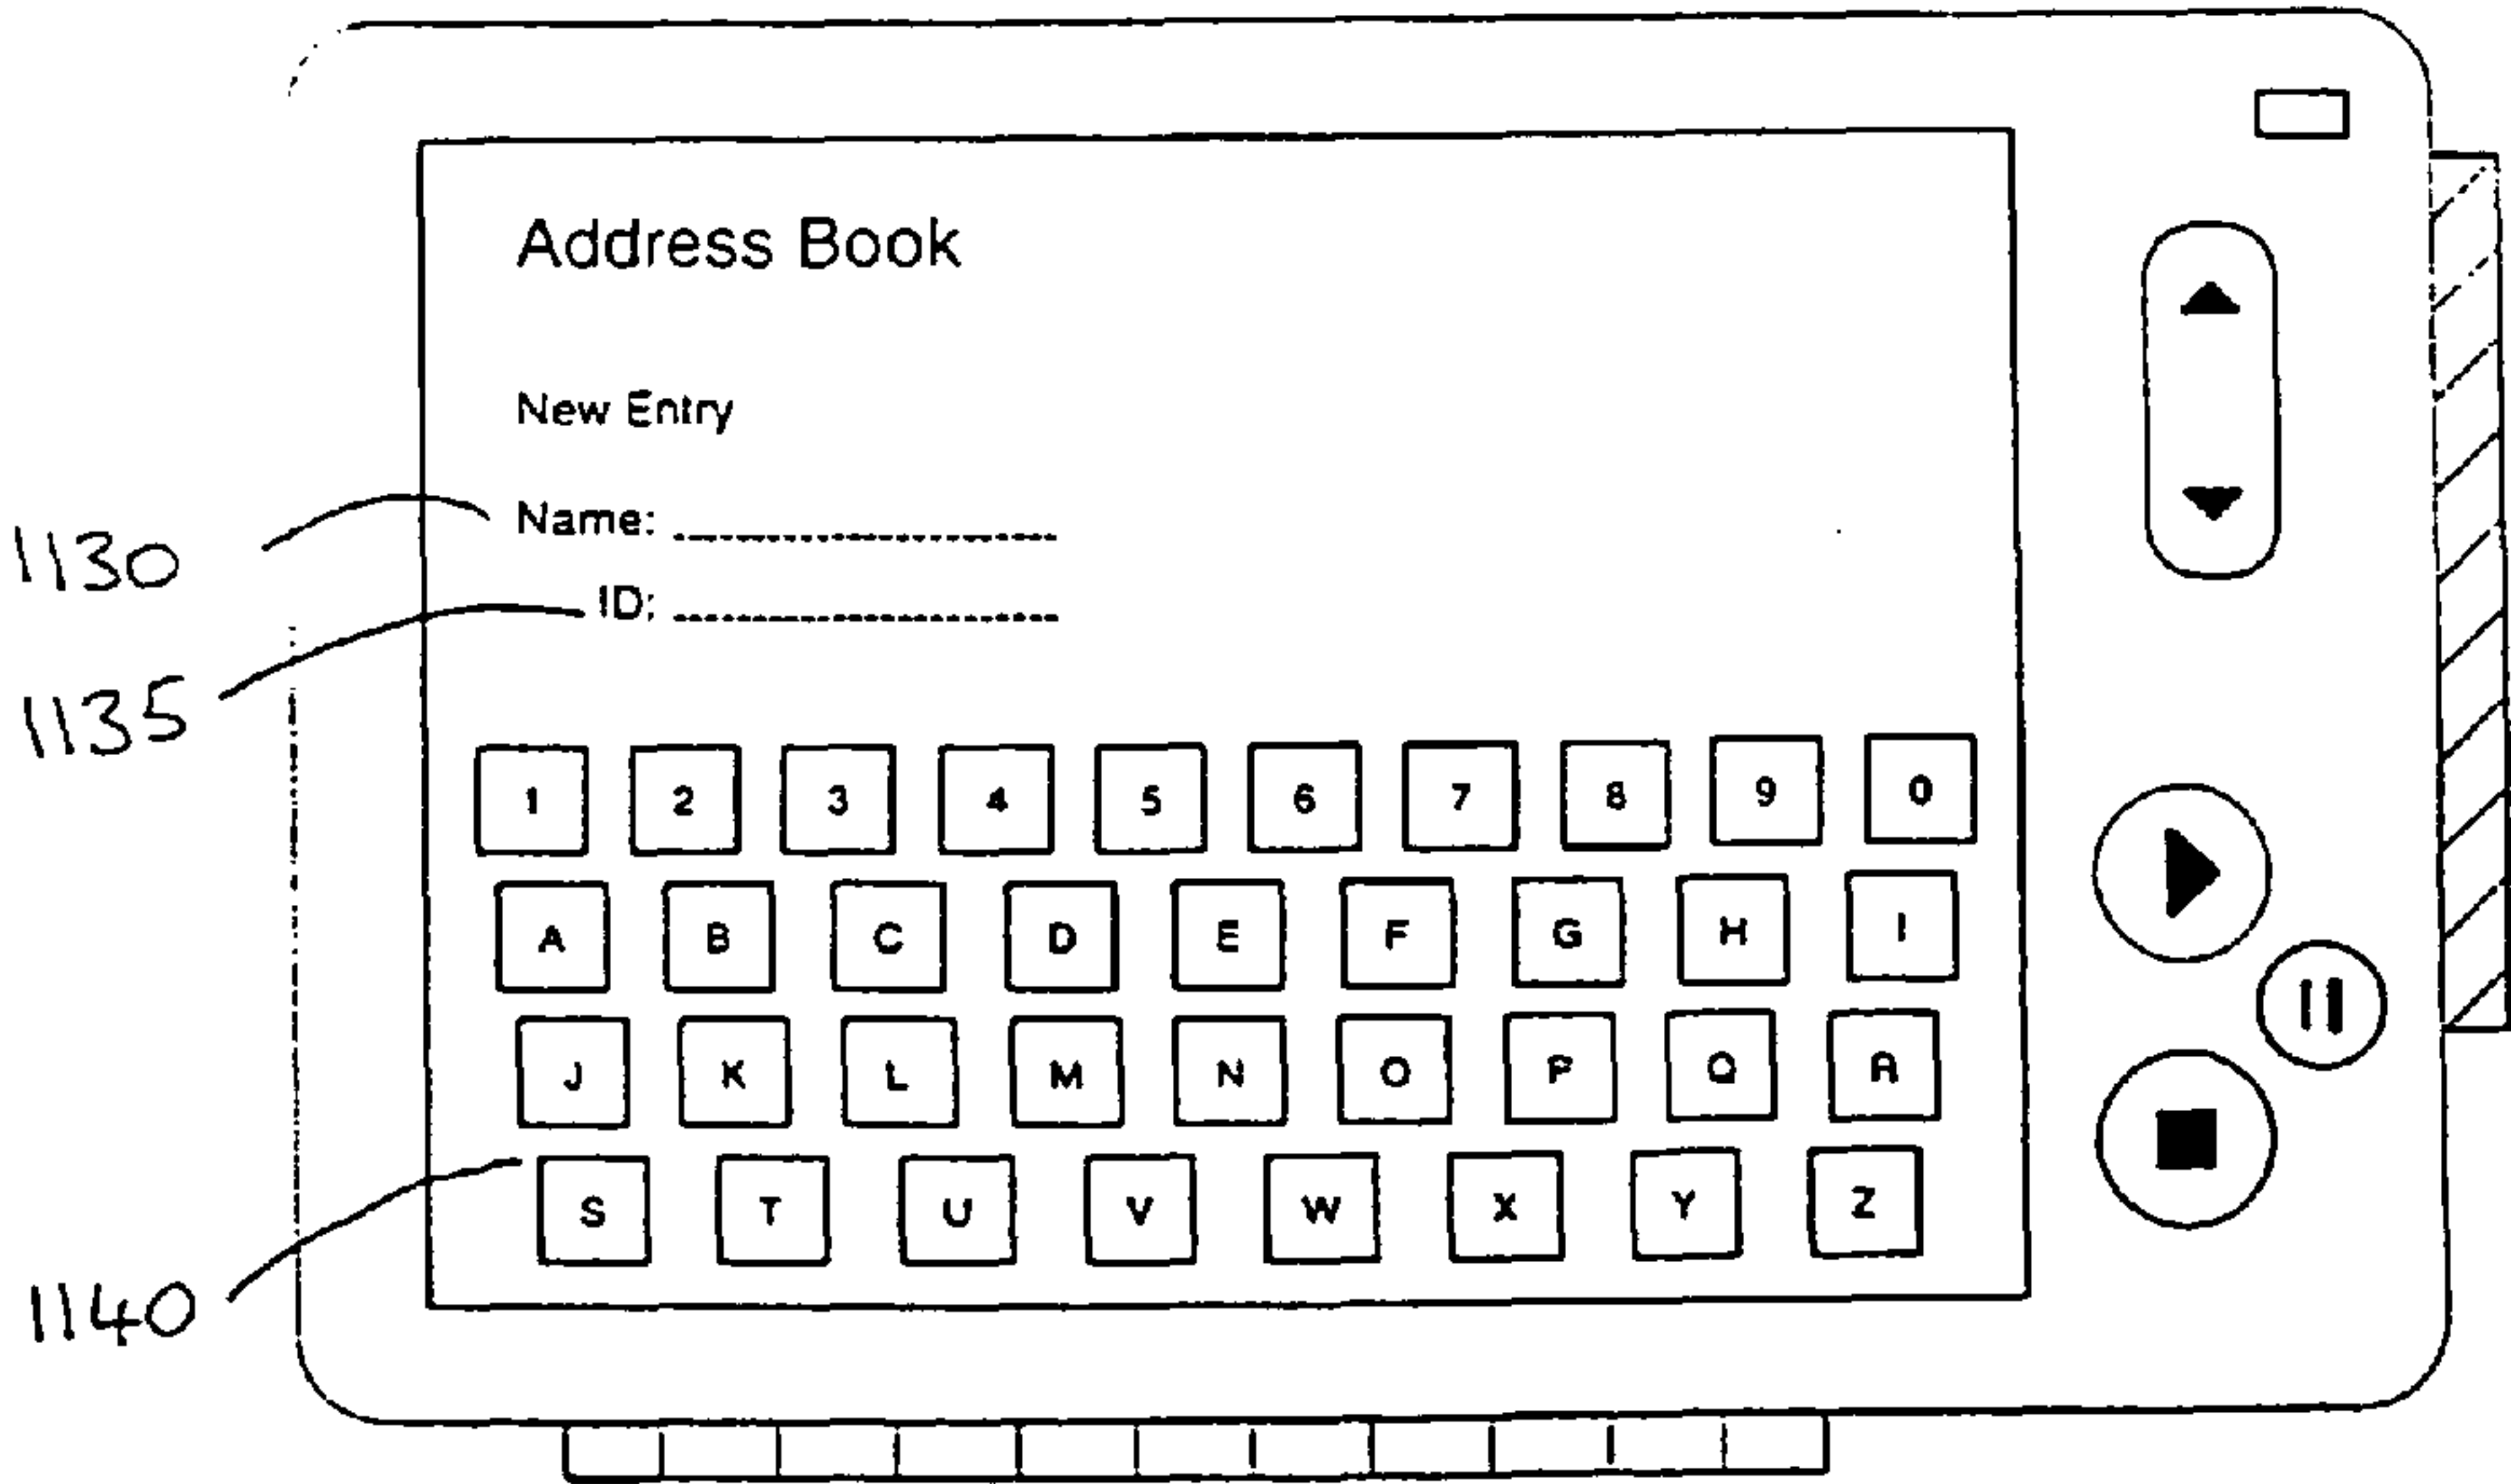 Address Book
New Entry
1130
Name:
ID:
1135
1 2 3 4 5 6 7 8 9 0
A B C D E F G H I
J K L M N O P Q R
S T U V W X Y Z
1140